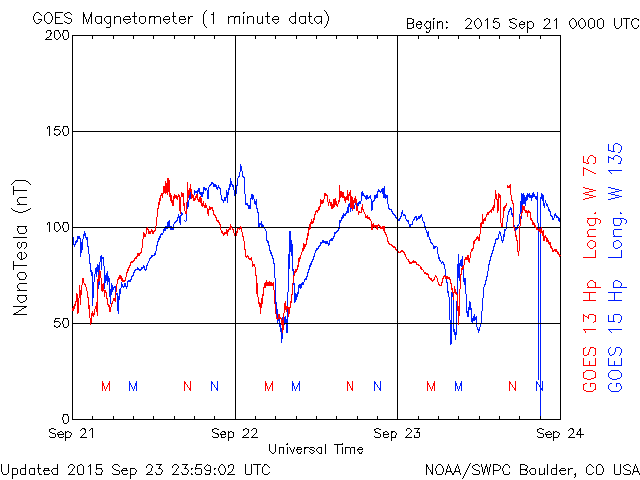 GOES Magnetometer (1 minute data)
Begin: 2015 Sep 21 0000 UTC
200
150
100
50
0
NanoTesla (nT)
M M N N M M N N M M N N
Sep 21 Sep 22 Sep 23 Sep 24
Universal Time
GOES 13 Hp Long. W 75
GOES 15 Hp Long. W 135
Updated 2015 Sep 23 23:59:02 UTC
NOAA/SWPC Boulder, CO USA